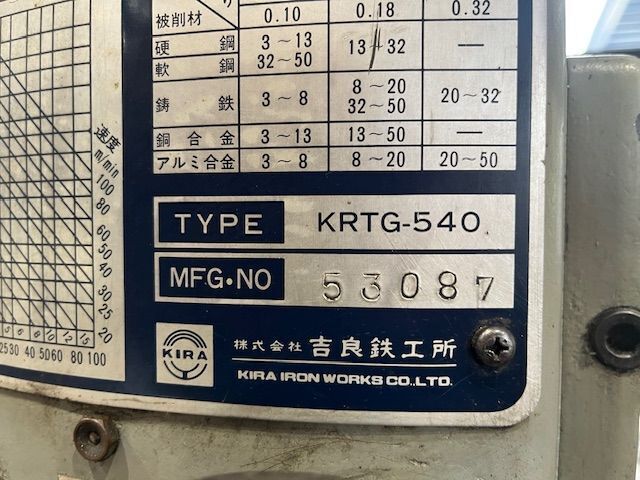 被削材 0.10 0.18 0.32
硬鋼 3~13 13~32 —
軟鋼 32~50
鋳鉄 3~8 8~20 20~32
32~50
銅合金 3~13 13~50 —
アルミ合金 3~8 8~20 20~50
速度
m/min
100
80
60
50
40
30
25
20
2530 40 5060 80 100
TYPE KRTG-540
MFG•NO 53087
KIRA 株式会社 吉良鉄工所
KIRA IRON WORKS CO.,LTD.